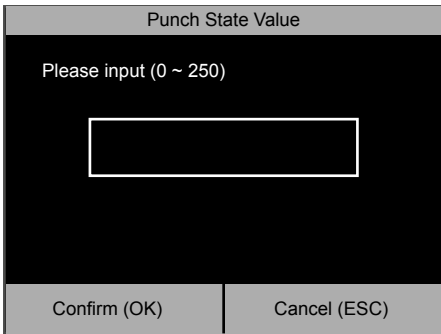 Punch State Value
Please input (0 ~ 250)
Confirm (OK)
Cancel (ESC)